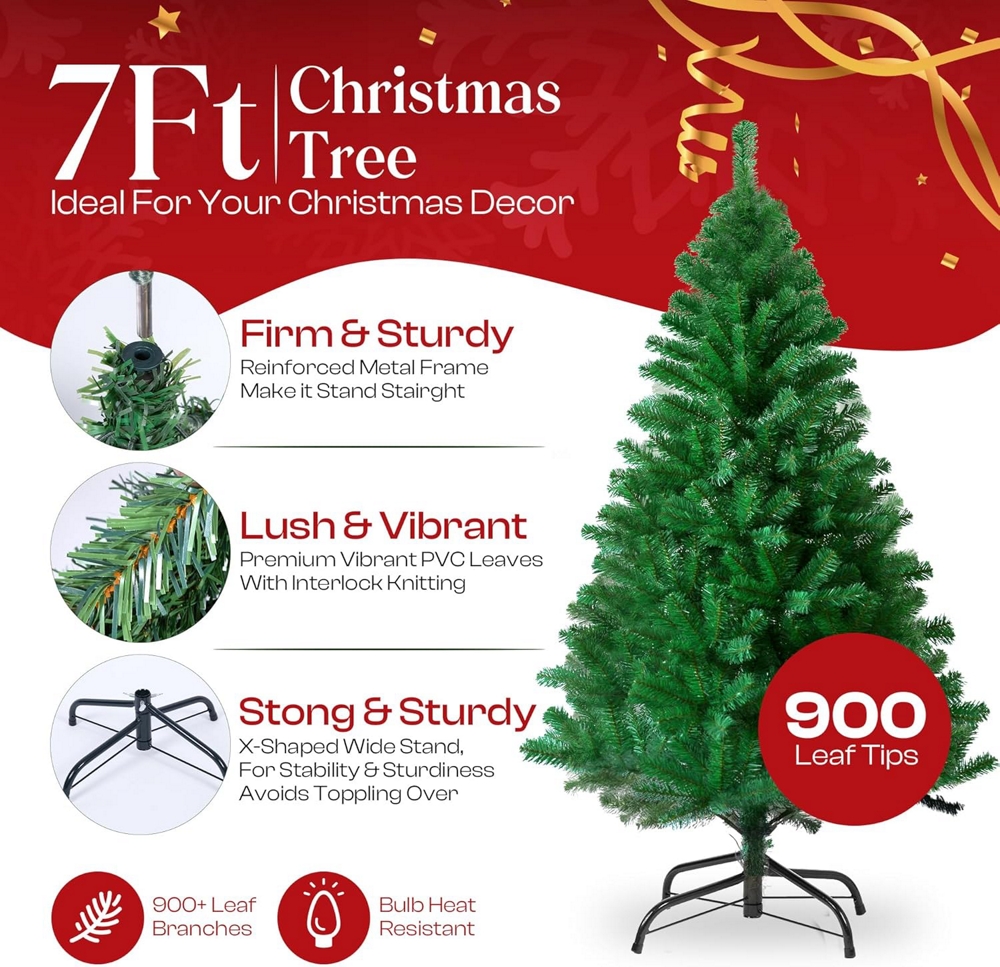 7Ft
Christmas
Tree
Ideal For Your Christmas Decor
Firm & Sturdy
Reinforced Metal Frame
Make it Stand Stairght
Lush & Vibrant
Premium Vibrant PVC Leaves
With Interlock Knitting
Stong & Sturdy
X-Shaped Wide Stand,
For Stability & Sturdiness
Avoids Toppling Over
900
Leaf Tips
900+ Leaf
Branches
Bulb Heat
Resistant